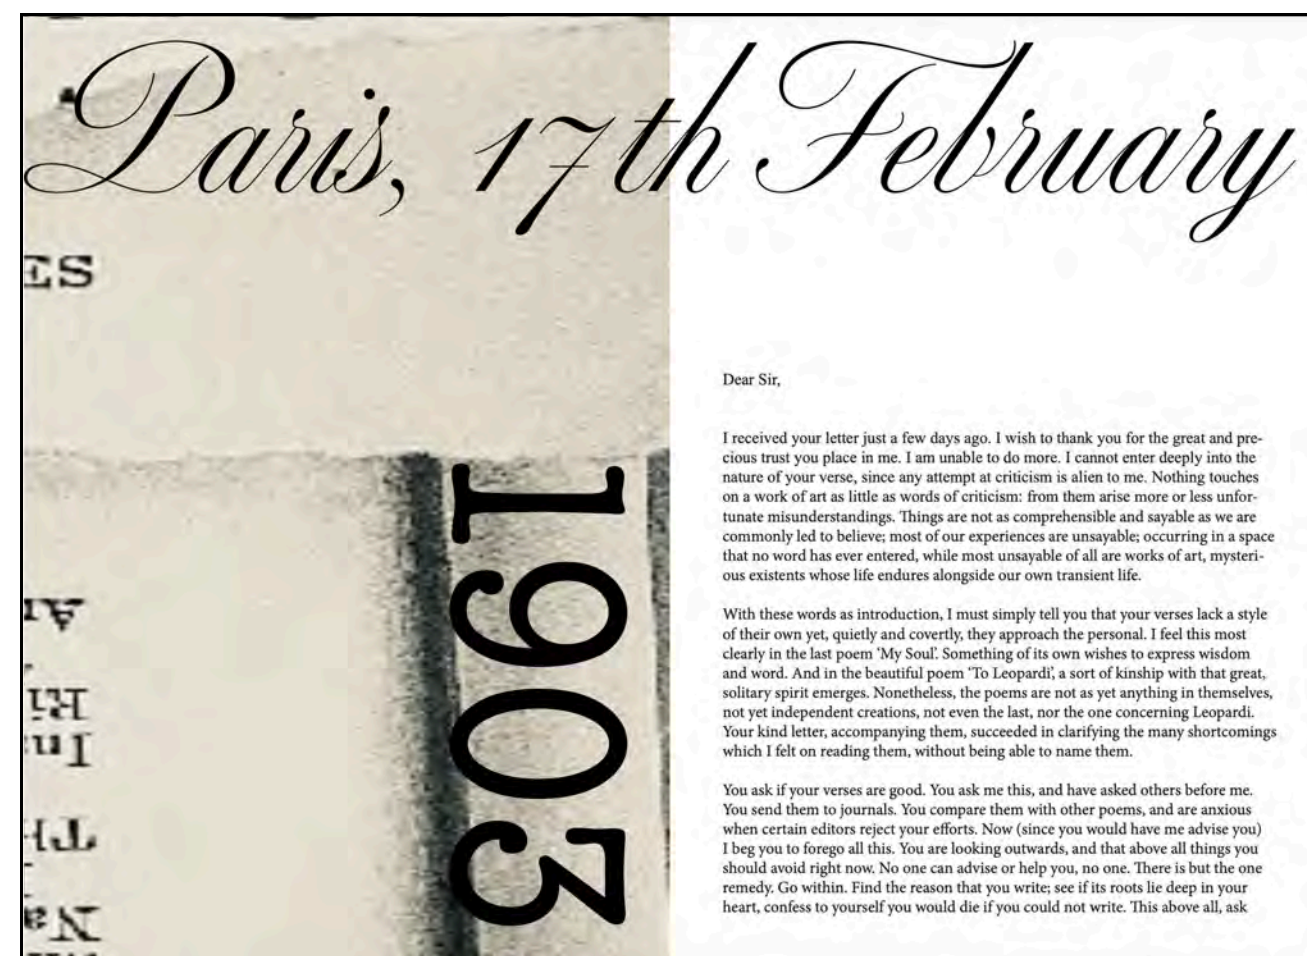 Paris, 17th February
ES
1903
Dear Sir,
I received your letter just a few days ago. I wish to thank you for the great and pre-
cious trust you place in me. I am unable to do more. I cannot enter deeply into the
nature of your verse, since any attempt at criticism is alien to me. Nothing touches
on a work of art as little as words of criticism: from them arise more or less unfor-
tunate misunderstandings. Things are not as comprehensible and sayable as we are
commonly led to believe; most of our experiences are unsayable; occurring in a space
that no word has ever entered, while most unsayable of all are works of art, mysteri-
ous existents whose life endures alongside our own transient life.
With these words as introduction, I must simply tell you that your verses lack a style
of their own yet, quietly and covertly, they approach the personal. I feel this most
clearly in the last poem ‘My Soul’. Something of its own wishes to express wisdom
and word. And in the beautiful poem ‘To Leopardi’, a sort of kinship with that great,
solitary spirit emerges. Nonetheless, the poems are not as yet anything in themselves,
not yet independent creations, not even the last, nor the one concerning Leopardi.
Your kind letter, accompanying them, succeeded in clarifying the many shortcomings
which I felt on reading them, without being able to name them.
You ask if your verses are good. You ask me this, and have asked others before me.
You send them to journals. You compare them with other poems, and are anxious
when certain editors reject your efforts. Now (since you would have me advise you)
I beg you to forego all this. You are looking outwards, and that above all things you
should avoid right now. No one can advise or help you, no one. There is but the one
remedy. Go within. Find the reason that you write; see if its roots lie deep in your
heart, confess to yourself you would die if you could not write. This above all, ask